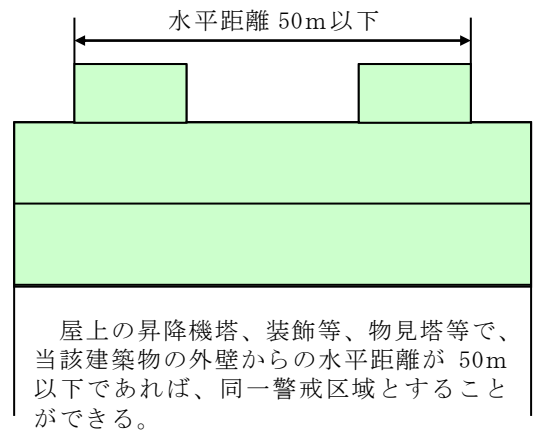 水平距離 50m以下
屋上の昇降機塔、装飾等、物見塔等で、
当該建築物の外壁からの水平距離が 50m
以下であれば、同一警戒区域とすること
ができる。